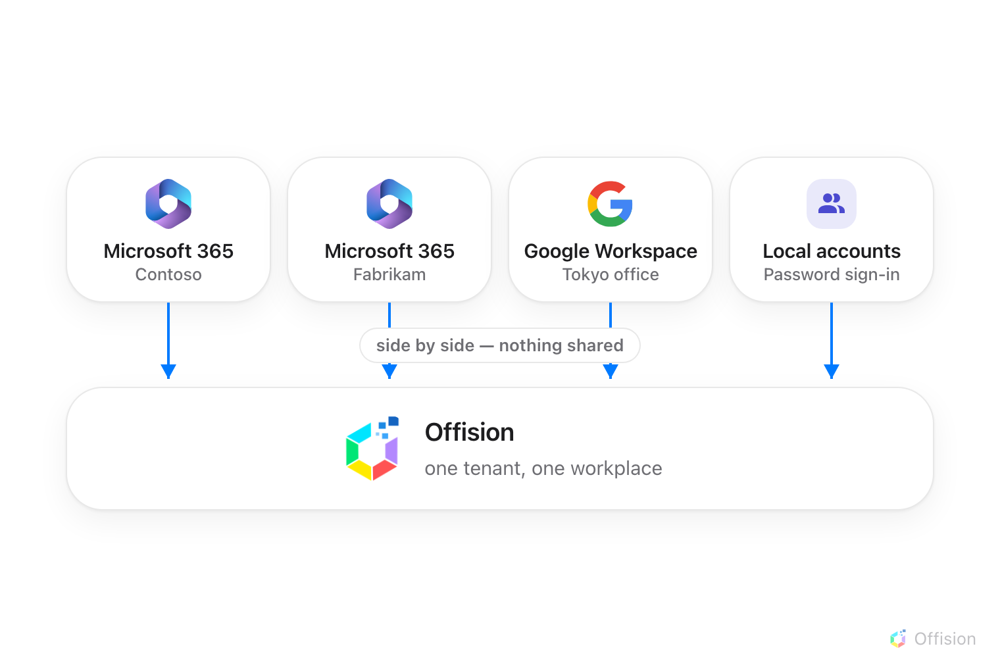 Microsoft 365
Contoso
Microsoft 365
Fabrikam
Google Workspace
Tokyo office
Local accounts
Password sign-in
side by side — nothing shared
Offision
one tenant, one workplace
Offision